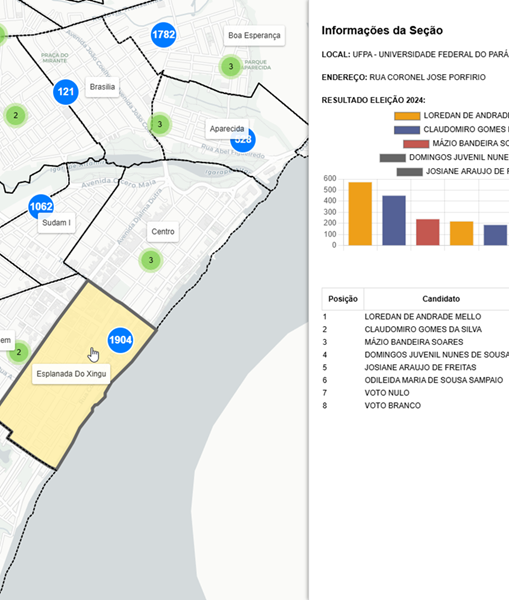 1782
Boa Esperança
PRAÇA DO
MIRANTE
3
PARQUE
APARECIDA
121
Brasília
2
3
Aparecida
Rua Abel Figueiredo
Avenida João Coelho
Igarapé
Avenida Tancredo Neves
Avenida Djalma Dutra
1062
Sudam I
Centro
3
1904
em
2
Esplanada Do Xingu
Informações da Seção
LOCAL: UFPA - UNIVERSIDADE FEDERAL DO PARÁ
ENDEREÇO: RUA CORONEL JOSE PORFIRIO
RESULTADO ELEIÇÃO 2024:
LOREDAN DE ANDRADE
CLAUDOMIRO GOMES
MÁZIO BANDEIRA SO
DOMINGOS JUVENIL NUNE
JOSIANE ARAUJO DE F
600
500
400
300
200
100
0
Posição Candidato
1 LOREDAN DE ANDRADE MELLO
2 CLAUDOMIRO GOMES DA SILVA
3 MÁZIO BANDEIRA SOARES
4 DOMINGOS JUVENIL NUNES DE SOUSA
5 JOSIANE ARAUJO DE FREITAS
6 ODILEIDA MARIA DE SOUSA SAMPAIO
7 VOTO NULO
8 VOTO BRANCO